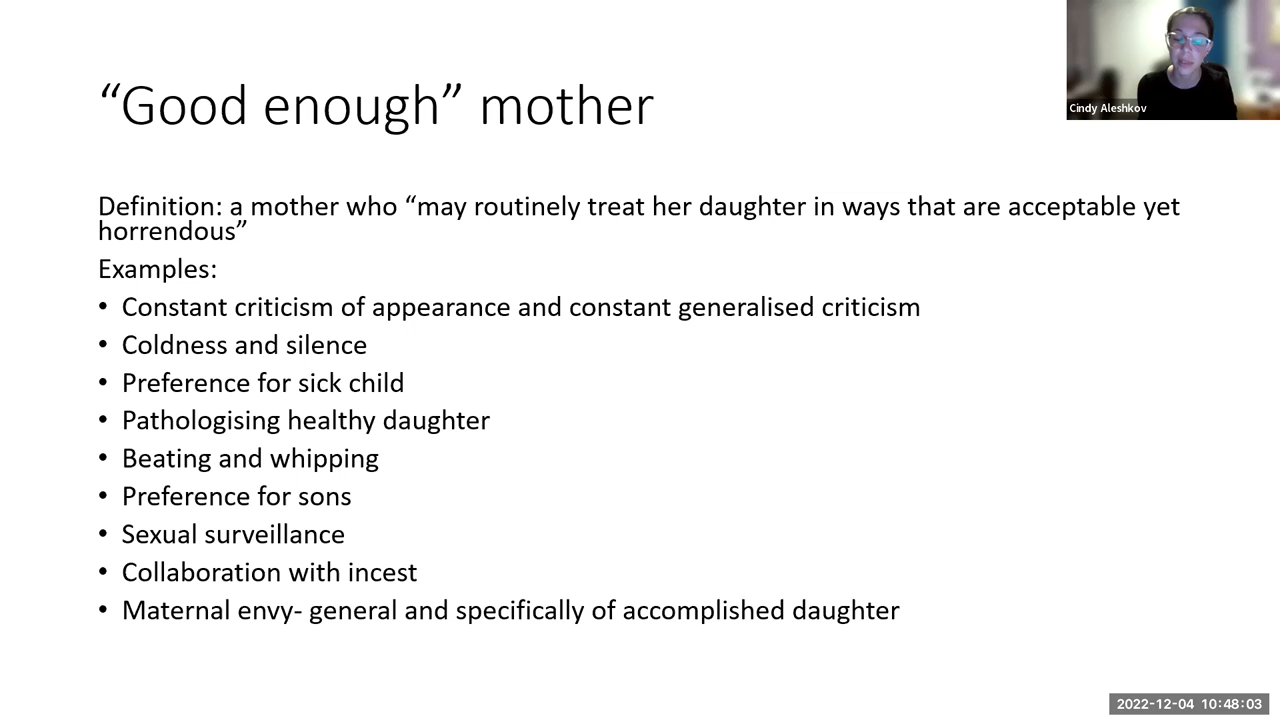 “Good enough” mother
Cindy Aleshkov
Definition: a mother who “may routinely treat her daughter in ways that are acceptable yet
horrendous”
Examples:
• Constant criticism of appearance and constant generalised criticism
• Coldness and silence
• Preference for sick child
• Pathologising healthy daughter
• Beating and whipping
• Preference for sons
• Sexual surveillance
• Collaboration with incest
• Maternal envy- general and specifically of accomplished daughter
2022-12-04 10:48:03